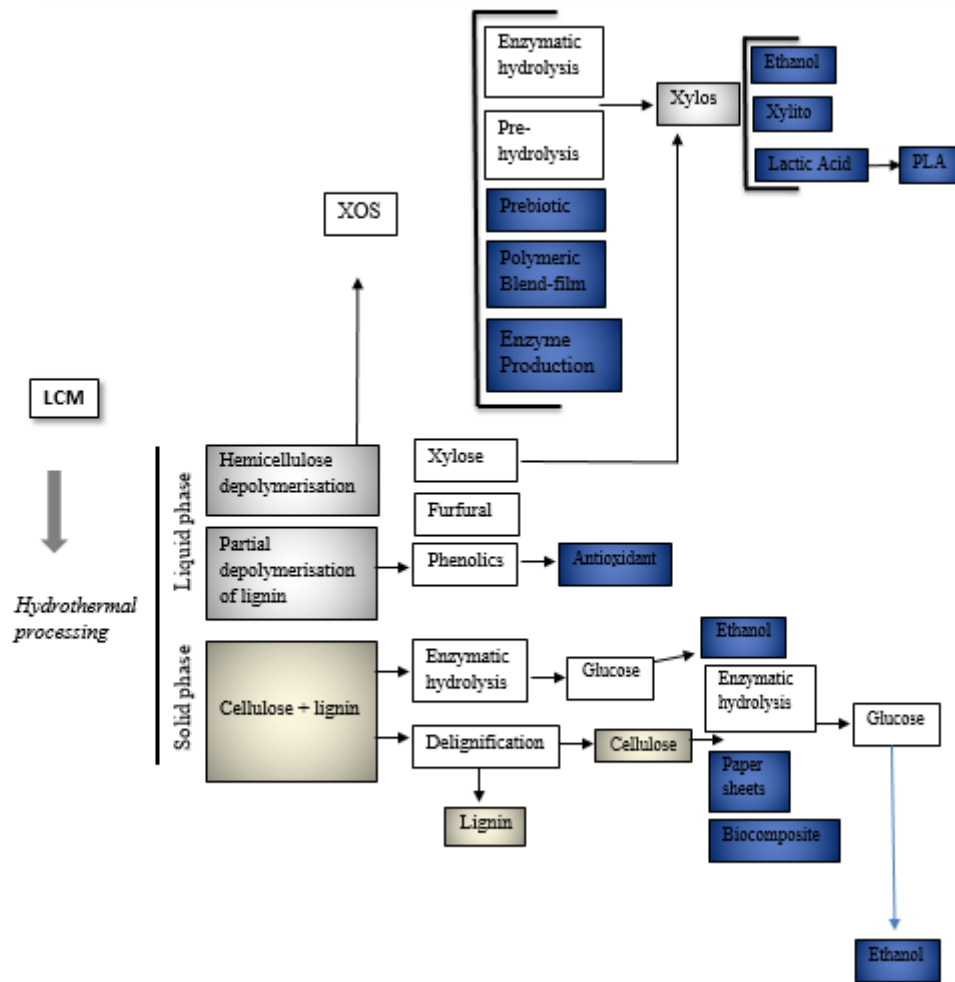 Enzymatic
hydrolysis
Pre-
hydrolysis
Prebiotic
Polymeric
Blend-film
Enzyme
Production
Xylos
Ethanol
Xylito
Lactic Acid
PLA
XOS
LCM
Hydrothermal
processing
Liquid phase
Solid phase
Hemicellulose
depolymerisation
Partial
depolymerisation
of lignin
Xylose
Furfural
Phenolics
Antioxidant
Cellulose + lignin
Enzymatic
hydrolysis
Glucose
Ethanol
Delignification
Cellulose
Lignin
Enzymatic
hydrolysis
Paper
sheets
Biocomposite
Glucose
Ethanol